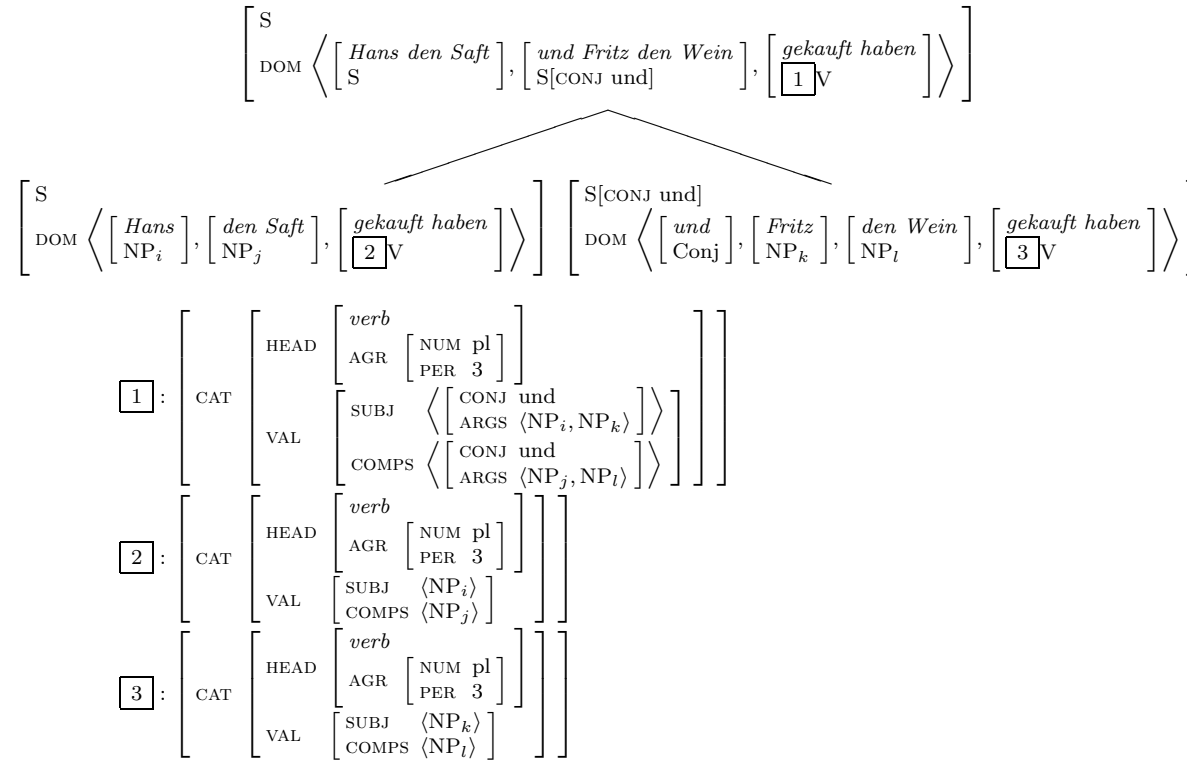 S
DOM ⟨[Hans den Saft S], [und Fritz den Wein S[CONJ und]], [gekauft haben 1 V]⟩
S
DOM ⟨[Hans NP_i], [den Saft NP_j], [gekauft haben 2 V]⟩
S[CONJ und]
DOM ⟨[und Conj], [Fritz NP_k], [den Wein NP_l], [gekauft haben 3 V]⟩
verb
HEAD AGR [NUM pl
PER 3]
1 : CAT
SUBJ ⟨[CONJ und
ARGS ⟨NP_i, NP_k⟩]⟩
VAL
COMPS ⟨[CONJ und
ARGS ⟨NP_j, NP_l⟩]⟩
verb
HEAD AGR [NUM pl
PER 3]
2 : CAT
VAL [SUBJ ⟨NP_i⟩
COMPS ⟨NP_j⟩]
verb
HEAD AGR [NUM pl
PER 3]
3 : CAT
VAL [SUBJ ⟨NP_k⟩
COMPS ⟨NP_l⟩]